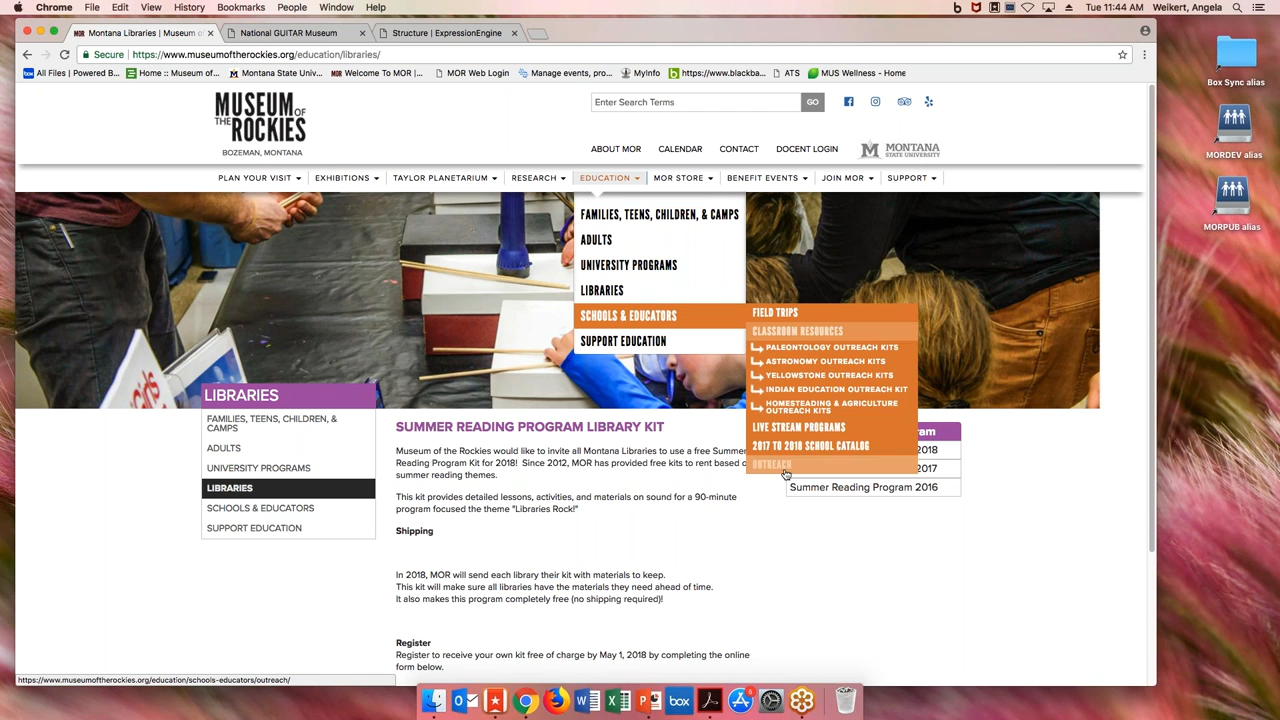 Chrome File Edit View History Bookmarks People Window Help
Tue 11:44 AM Weikert, Angela
Montana Libraries | Museum of
National GUITAR Museum
Structure | ExpressionEngine
Secure https://www.museumoftherockies.org/education/libraries/
All Files | Powered B...
Home :: Museum of...
Montana State Univ...
MOR Welcome To MOR |...
MOR Web Login
Manage events, pro...
MyInfo
https://www.blackba...
ATS
MUS Wellness - Home
MUSEUM OF
THE ROCKIES
BOZEMAN, MONTANA
Enter Search Terms GO
ABOUT MOR CALENDAR CONTACT DOCENT LOGIN
MONTANA
STATE UNIVERSITY
PLAN YOUR VISIT EXHIBITIONS TAYLOR PLANETARIUM RESEARCH EDUCATION MOR STORE BENEFIT EVENTS JOIN MOR SUPPORT
FAMILIES, TEENS, CHILDREN, & CAMPS
ADULTS
UNIVERSITY PROGRAMS
LIBRARIES
SCHOOLS & EDUCATORS
SUPPORT EDUCATION
FIELD TRIPS
CLASSROOM RESOURCES
PALEONTOLOGY OUTREACH KITS
ASTRONOMY OUTREACH KITS
YELLOWSTONE OUTREACH KITS
INDIAN EDUCATION OUTREACH KIT
HOMESTEADING & AGRICULTURE
OUTREACH KITS
LIVE STREAM PROGRAMS
2017 TO 2018 SCHOOL CATALOG
OUTREACH
LIBRARIES
FAMILIES, TEENS, CHILDREN, &
CAMPS
ADULTS
UNIVERSITY PROGRAMS
LIBRARIES
SCHOOLS & EDUCATORS
SUPPORT EDUCATION
SUMMER READING PROGRAM LIBRARY KIT
Museum of the Rockies would like to invite all Montana Libraries to use a free Summer
Reading Program Kit for 2018! Since 2012, MOR has provided free kits to rent based o
summer reading themes.
This kit provides detailed lessons, activities, and materials on sound for a 90-minute
program focused the theme "Libraries Rock!"
Shipping
In 2018, MOR will send each library their kit with materials to keep.
This kit will make sure all libraries have the materials they need ahead of time.
It also makes this program completely free (no shipping required)!
Register
Register to receive your own kit free of charge by May 1, 2018 by completing the online
form below.
ram
2018
2017
Summer Reading Program 2016
https://www.museumoftherockies.org/education/schools-educators/outreach/
Box Sync alias
MORDEV alias
MORPUB alias
box
6